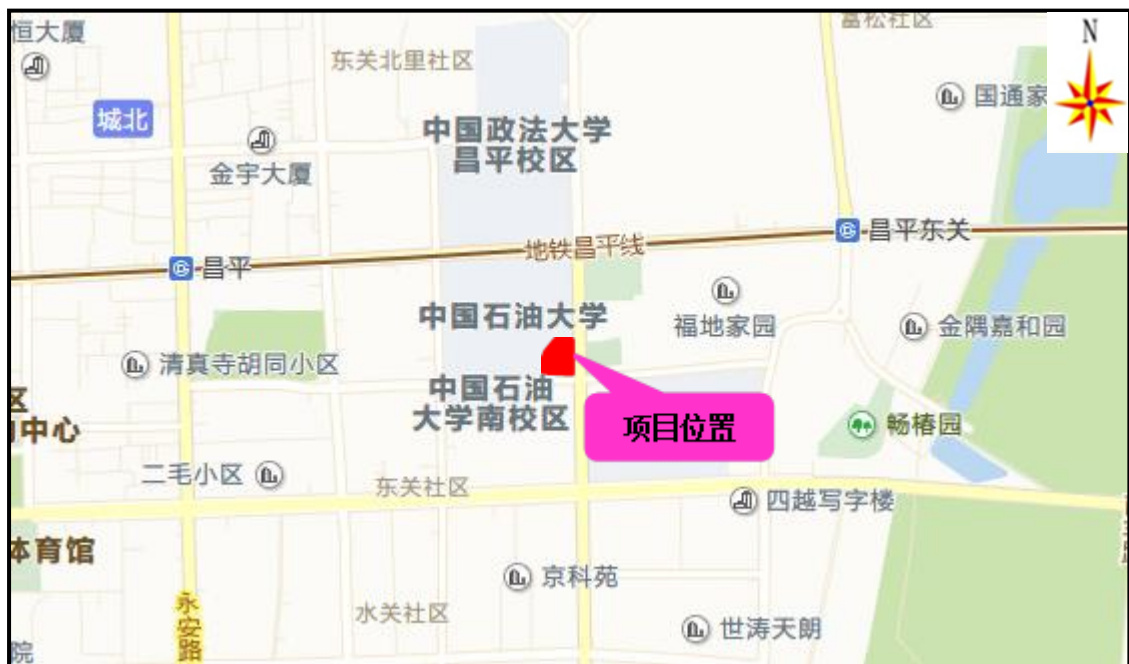 恒大厦
富松社区
N
东关北里社区
国通家
城北
中国政法大学
昌平校区
金宇大厦
昌平东关
地铁昌平线
昌平
中国石油大学
福地家园
金隅嘉和园
清真寺胡同小区
中国石油
大学南校区
区
中心
项目位置
畅椿园
二毛小区
东关社区
四越写字楼
体育馆
京科苑
永安路
水关社区
世涛天朗
院